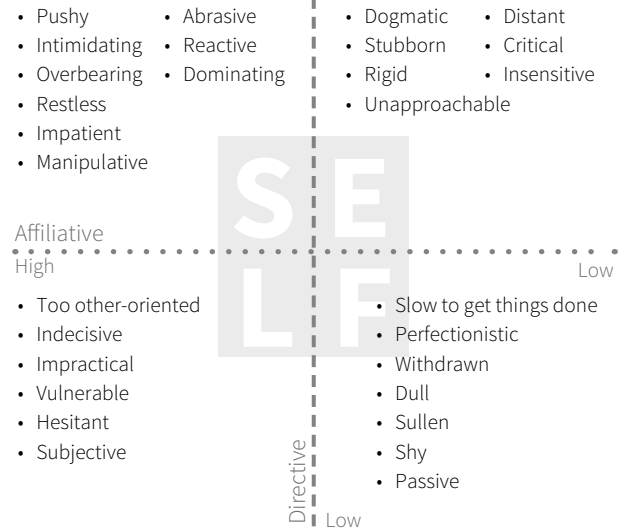 • Pushy
• Intimidating
• Overbearing
• Restless
• Impatient
• Manipulative
• Abrasive
• Reactive
• Dominating
• Dogmatic
• Stubborn
• Rigid
• Unapproachable
• Distant
• Critical
• Insensitive
S E
L F
Affiliative
High
Low
• Too other-oriented
• Indecisive
• Impractical
• Vulnerable
• Hesitant
• Subjective
• Slow to get things done
• Perfectionistic
• Withdrawn
• Dull
• Sullen
• Shy
• Passive
Directive
Low